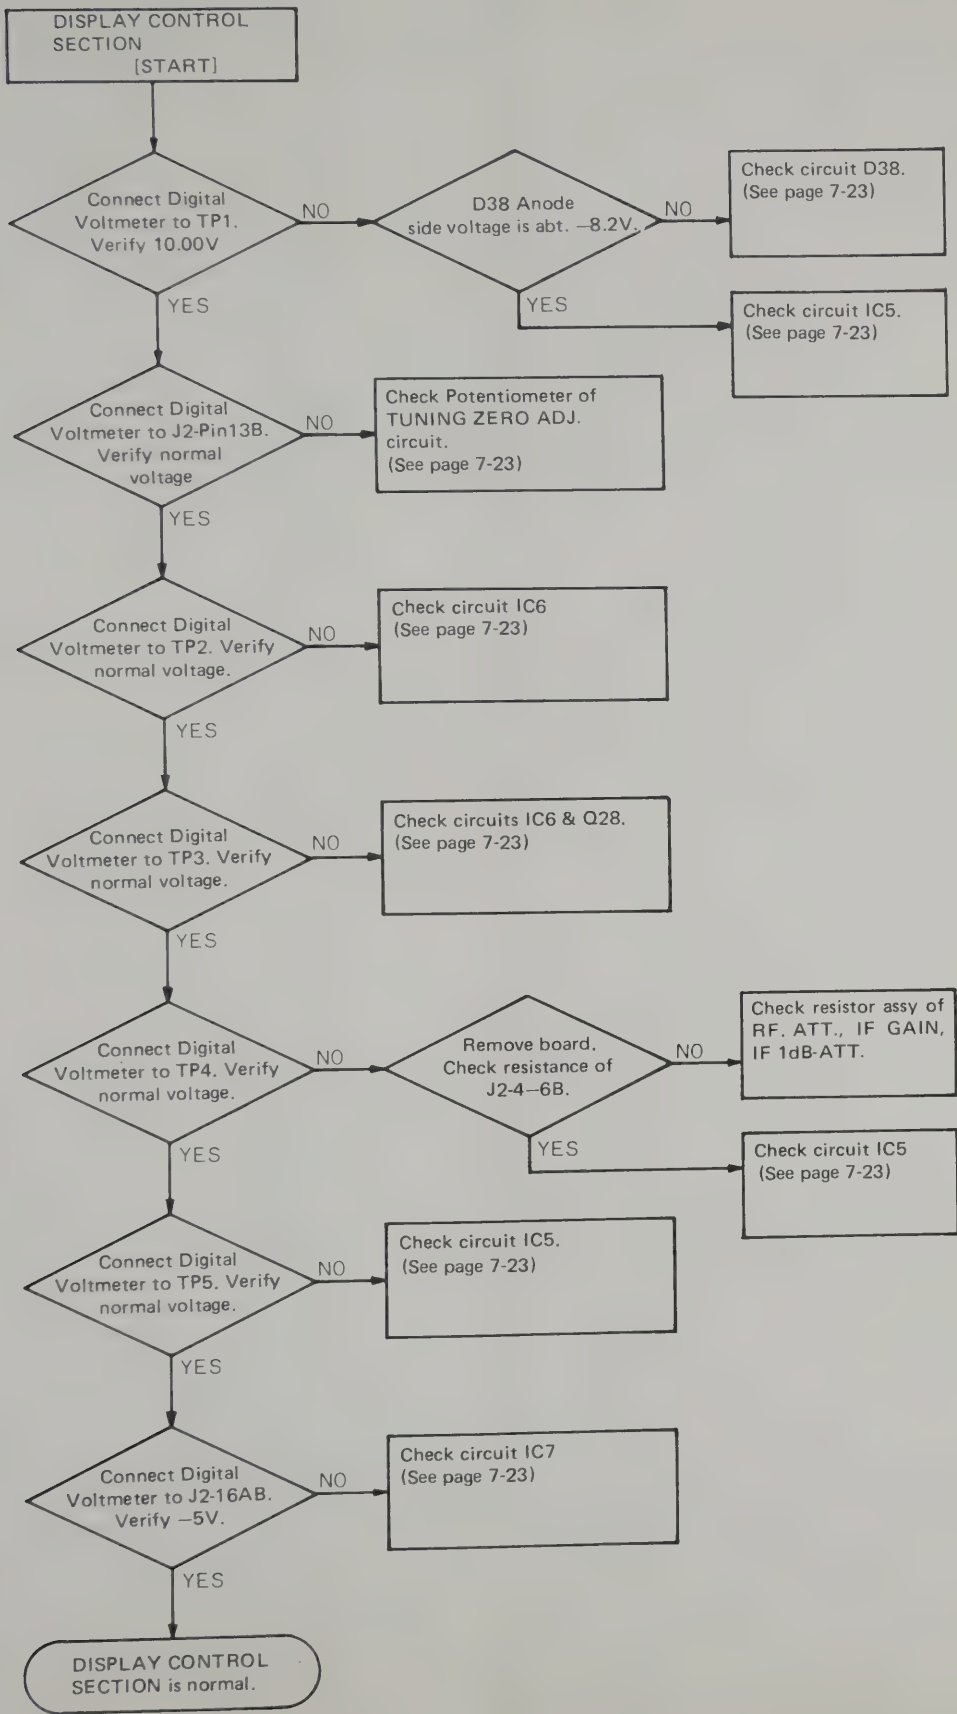 DISPLAY CONTROL
SECTION
[START]
Connect Digital
Voltmeter to TP1.
Verify 10.00V
NO
D38 Anode
side voltage is abt. −8.2V.
NO
Check circuit D38.
(See page 7-23)
YES
YES
Check circuit IC5.
(See page 7-23)
Connect Digital
Voltmeter to J2-Pin13B.
Verify normal
voltage
NO
Check Potentiometer of
TUNING ZERO ADJ.
circuit.
(See page 7-23)
YES
Connect Digital
Voltmeter to TP2. Verify
normal voltage.
NO
Check circuit IC6
(See page 7-23)
YES
Connect Digital
Voltmeter to TP3. Verify
normal voltage.
NO
Check circuits IC6 & Q28.
(See page 7-23)
YES
Connect Digital
Voltmeter to TP4. Verify
normal voltage.
NO
Remove board,
Check resistance of
J2-4−6B.
NO
Check resistor assy of
RF. ATT., IF GAIN,
IF 1dB-ATT.
YES
YES
Check circuit IC5
(See page 7-23)
Connect Digital
Voltmeter to TP5. Verify
normal voltage.
NO
Check circuit IC5.
(See page 7-23)
YES
Connect Digital
Voltmeter to J2-16AB.
Verify −5V.
NO
Check circuit IC7
(See page 7-23)
YES
DISPLAY CONTROL
SECTION is normal.